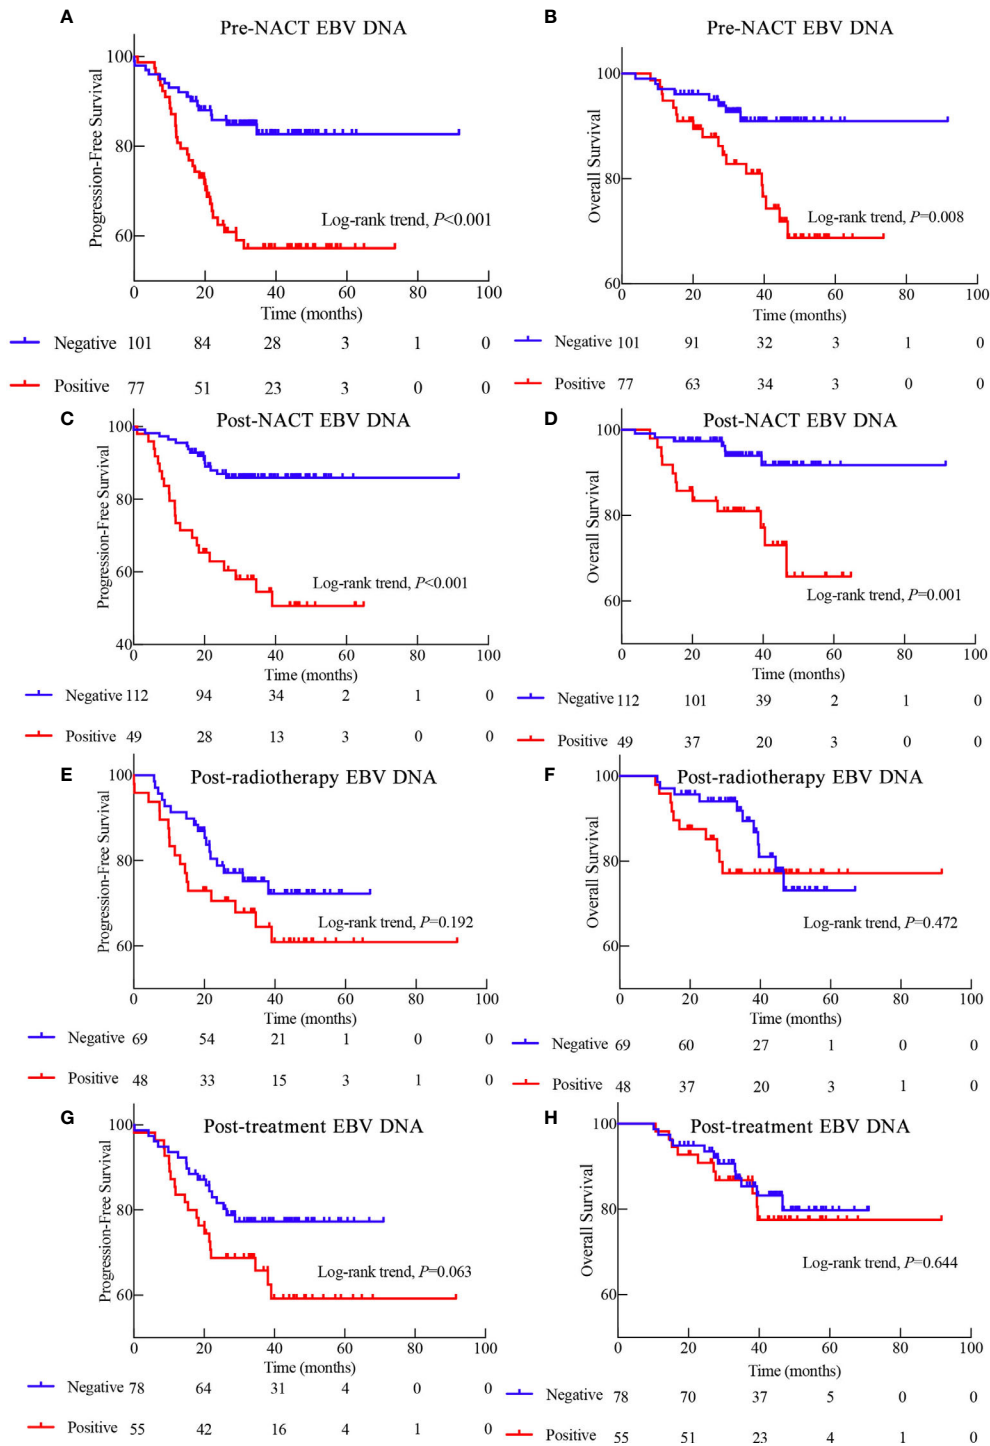 A
Pre-NACT EBV DNA
Progression-Free Survival
100
80
60
Log-rank trend, P<0.001
0 20 40 60 80 100
Time (months)
Negative 101 84 28 3 1 0
Positive 77 51 23 3 0 0
B
Pre-NACT EBV DNA
Overall Survival
100
80
60
Log-rank trend, P=0.008
0 20 40 60 80 100
Time (months)
Negative 101 91 32 3 1 0
Positive 77 63 34 3 0 0
C
Post-NACT EBV DNA
Progression-Free Survival
100
80
60
40
Log-rank trend, P<0.001
0 20 40 60 80 100
Time (months)
Negative 112 94 34 2 1 0
Positive 49 28 13 3 0 0
D
Post-NACT EBV DNA
Overall Survival
100
80
60
Log-rank trend, P=0.001
0 20 40 60 80 100
Time (months)
Negative 112 101 39 2 1 0
Positive 49 37 20 3 0 0
E
Post-radiotherapy EBV DNA
Progression-Free Survival
100
80
60
Log-rank trend, P=0.192
0 20 40 60 80 100
Time (months)
Negative 69 54 21 1 0 0
Positive 48 33 15 3 1 0
F
Post-radiotherapy EBV DNA
Overall Survival
100
80
60
Log-rank trend, P=0.472
0 20 40 60 80 100
Time (months)
Negative 69 60 27 1 0 0
Positive 48 37 20 3 1 0
G
Post-treatment EBV DNA
Progression-Free Survival
100
80
60
Log-rank trend, P=0.063
0 20 40 60 80 100
Time (months)
Negative 78 64 31 4 0 0
Positive 55 42 16 4 1 0
H
Post-treatment EBV DNA
Overall Survival
100
80
60
Log-rank trend, P=0.644
0 20 40 60 80 100
Time (months)
Negative 78 70 37 5 0 0
Positive 55 51 23 4 1 0